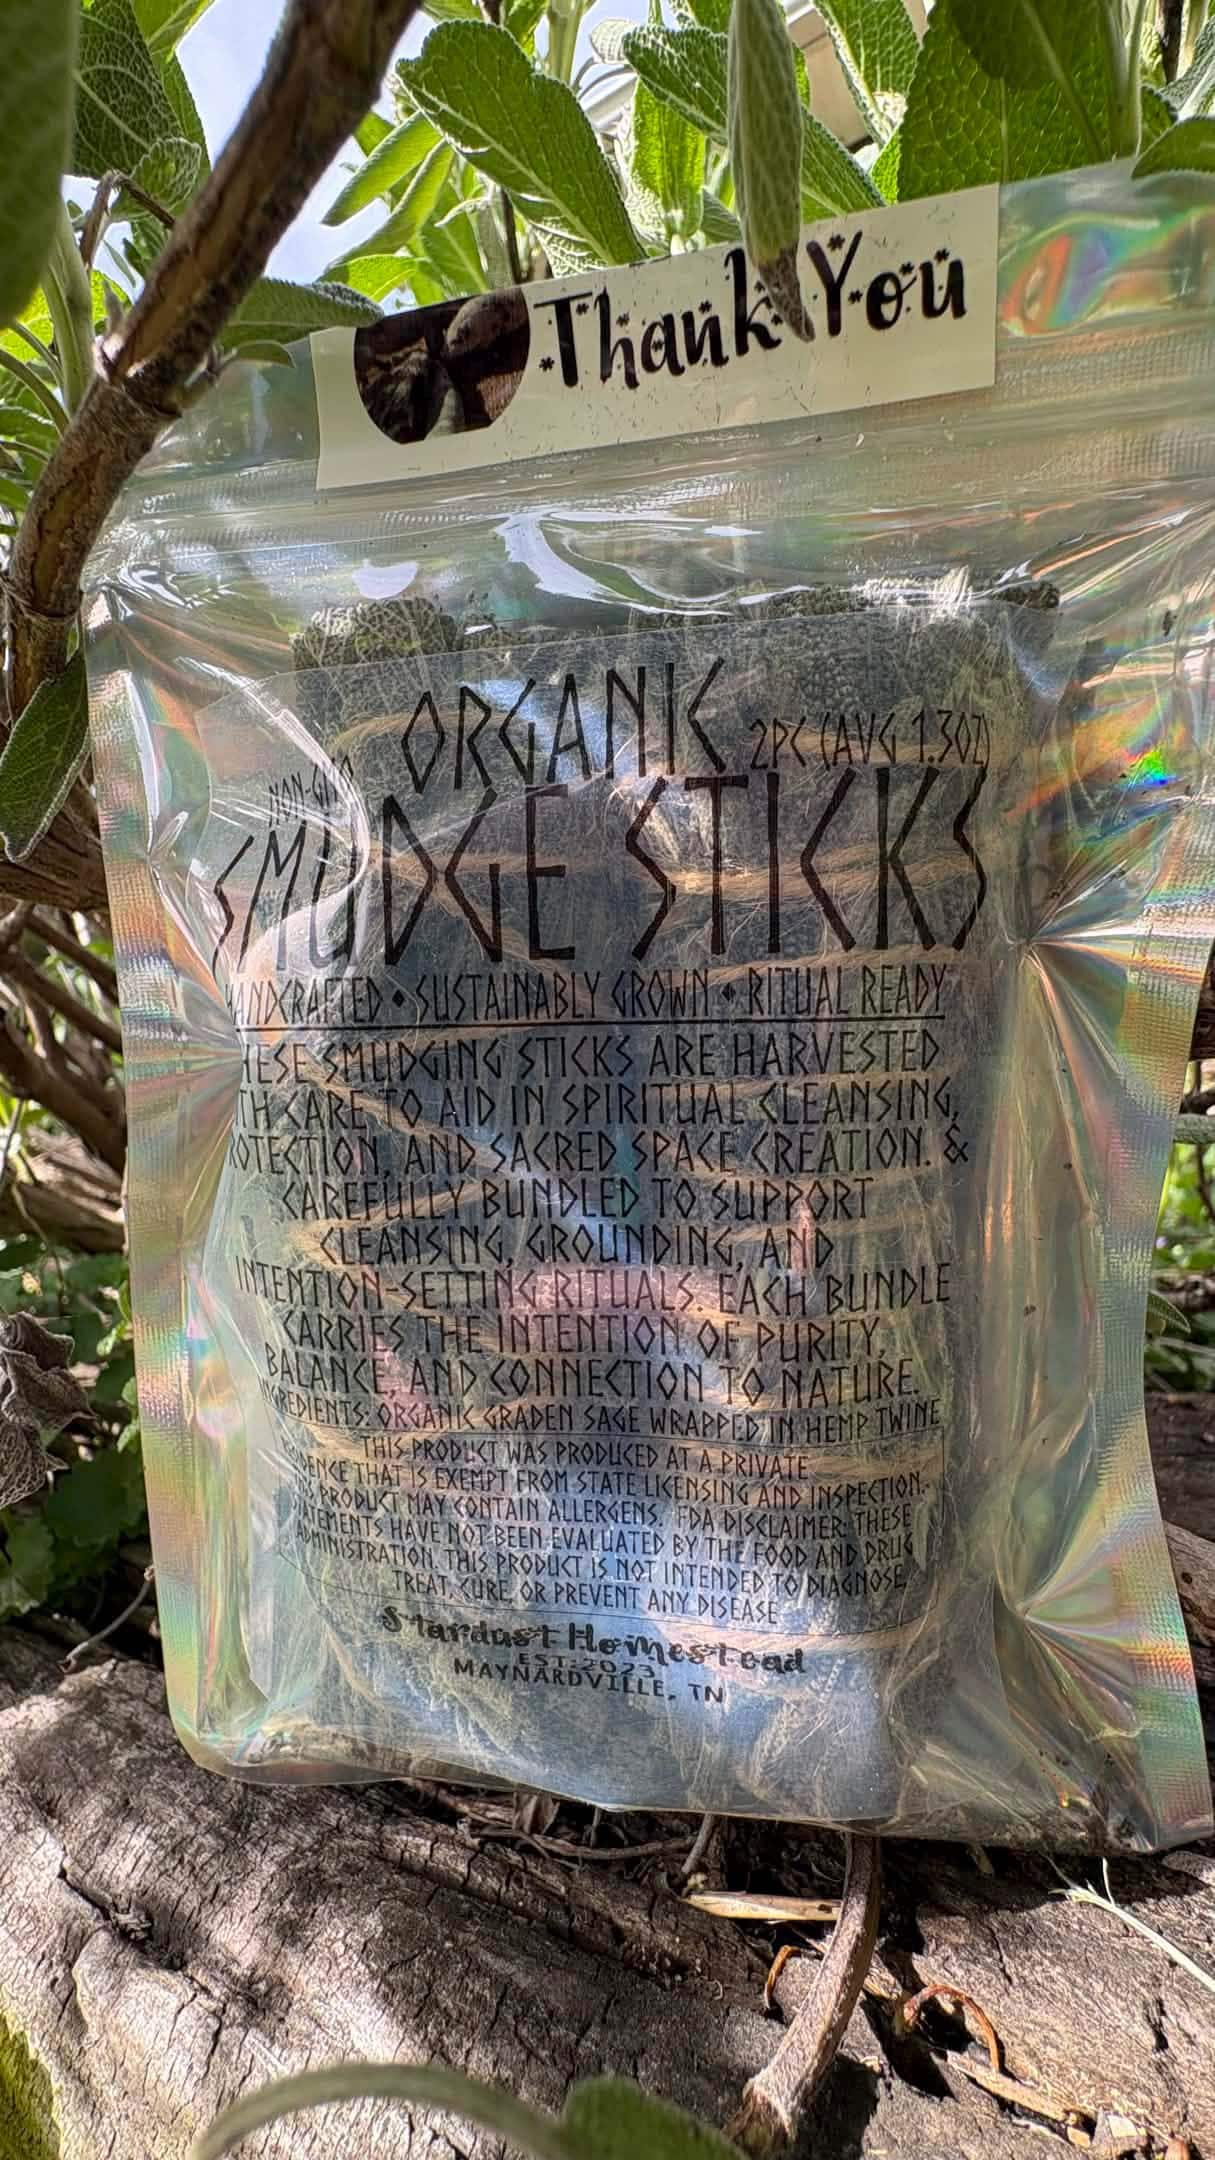 Thank You
ORGANIC 2PC (AVG 1.3OZ)
NON-GMO
SMUDGE STICKS
HANDCRAFTED • SUSTAINABLY GROWN • RITUAL READY
THESE SMUDGING STICKS ARE HARVESTED
WITH CARE TO AID IN SPIRITUAL CLEANSING,
PROTECTION, AND SACRED SPACE CREATION. &
CAREFULLY BUNDLED TO SUPPORT
CLEANSING, GROUNDING, AND
INTENTION-SETTING RITUALS. EACH BUNDLE
CARRIES THE INTENTION OF PURITY,
BALANCE, AND CONNECTION TO NATURE.
INGREDIENTS: ORGANIC GRADEN SAGE WRAPPED IN HEMP TWINE
THIS PRODUCT WAS PRODUCED AT A PRIVATE
RESIDENCE THAT IS EXEMPT FROM STATE LICENSING AND INSPECTION.
THIS PRODUCT MAY CONTAIN ALLERGENS. FDA DISCLAIMER: THESE
STATEMENTS HAVE NOT BEEN EVALUATED BY THE FOOD AND DRUG
ADMINISTRATION. THIS PRODUCT IS NOT INTENDED TO DIAGNOSE,
TREAT, CURE, OR PREVENT ANY DISEASE
Stardust Homestead
EST. 2023
MAYNARDVILLE, TN